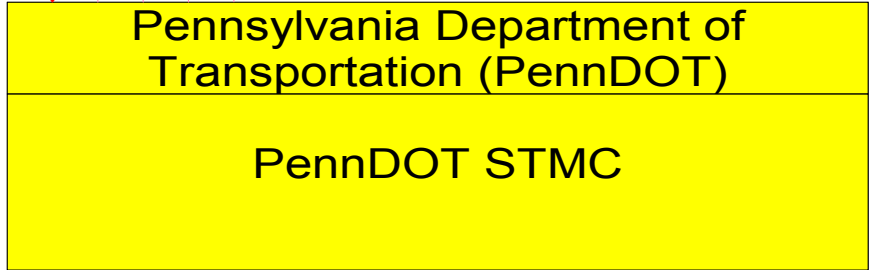 Pennsylvania Department of
Transportation (PennDOT)
PennDOT STMC